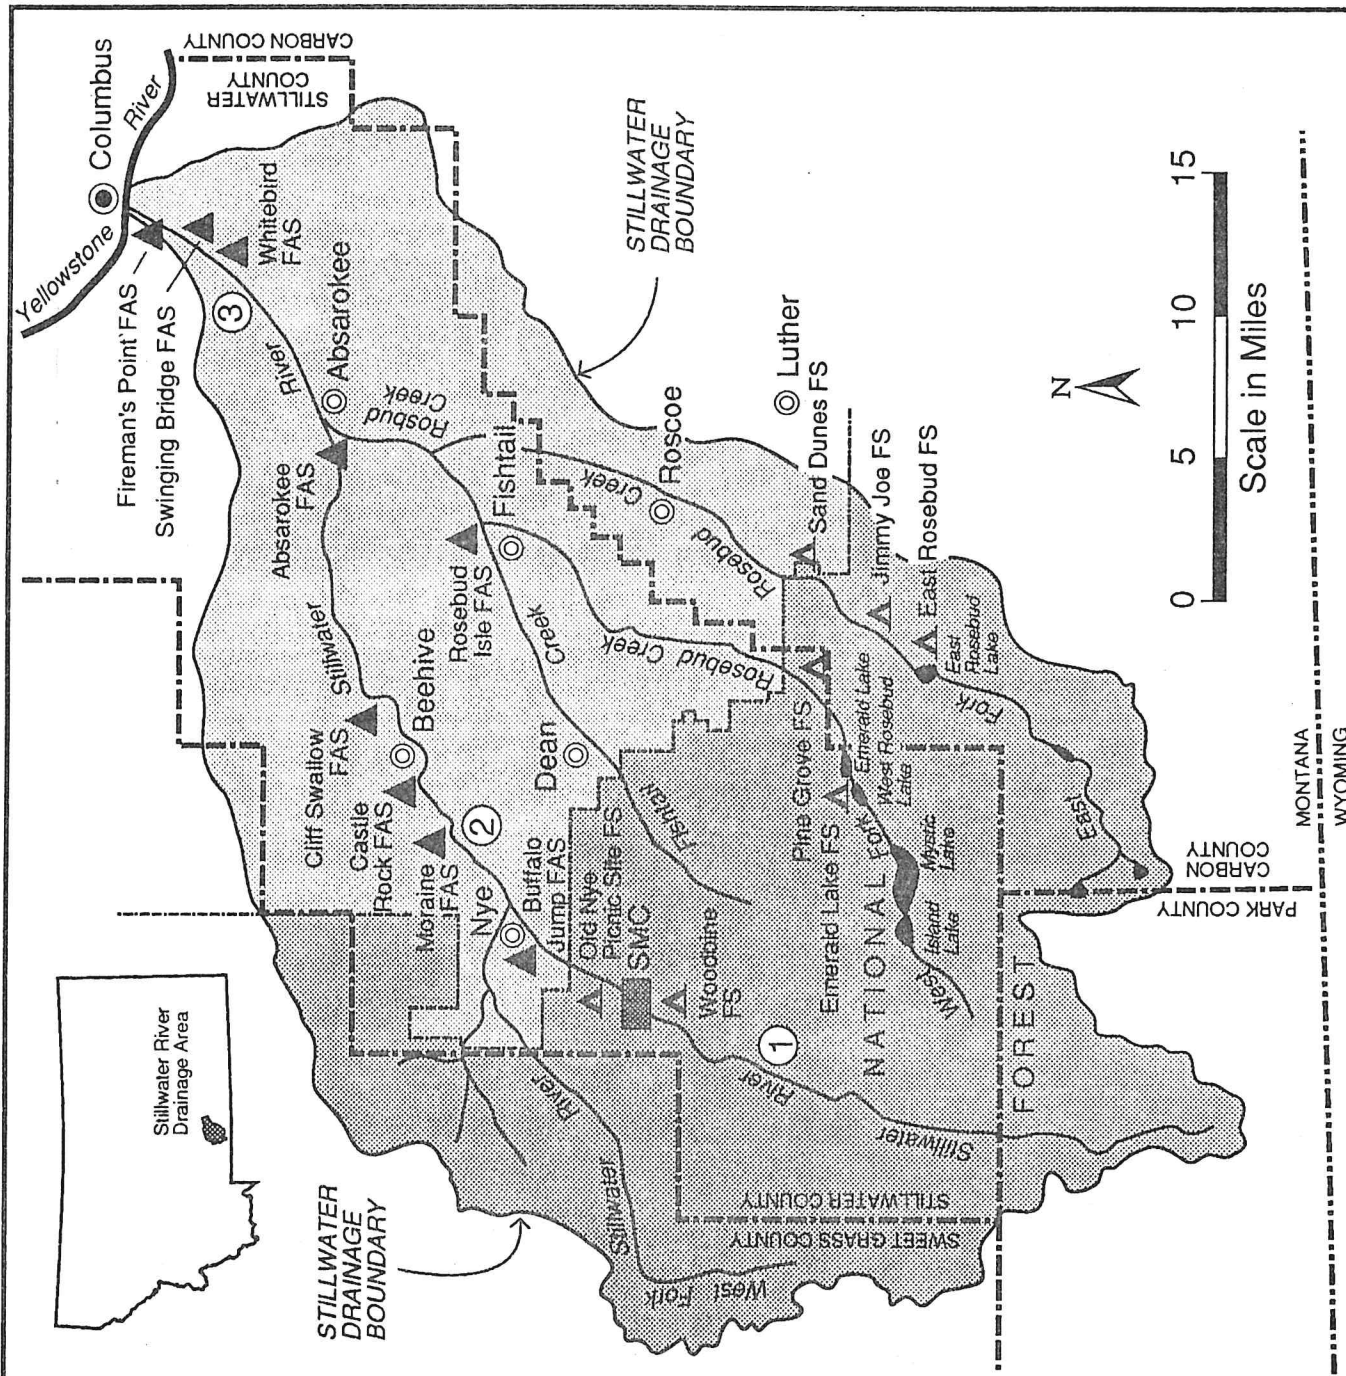 Yellowstone
River
Columbus
CARBON COUNTY
STILLWATER
COUNTY
Fireman's Point FAS
Swinging Bridge FAS
Whitebird
FAS
3
River
Absarokee
Absarokee
FAS
Rosbud
Creek
STILLWATER
DRAINAGE
BOUNDARY
Stillwater
Cliff Swallow
FAS
Beehive
Castle
Rock FAS
Moraine
FAS
2
Nye
Buffalo
Jump FAS
Old Nye
Picnic Site FS
SMC
Woodbine
FS
Rosebud
Isle FAS
Fishtail
Creek
Dean
Fishtail
Rosebud Creek
Creek
Rosebud
Roscoe
Luther
Sand Dunes FS
Jimmy Joe FS
East Rosebud FS
East
Rosebud
Lake
Fork
East
Pine Grove FS
Emerald Lake
West Rosebud
Lake
Emerald Lake FS
Fork
Mystic
Lake
Island
Lake
West
NATIONAL
FOREST
1
River
Stillwater
River
Stillwater
West
Fork
STILLWATER COUNTY
SWEET GRASS COUNTY
CARBON
COUNTY
PARK COUNTY
MONTANA
WYOMING
STILLWATER
DRAINAGE
BOUNDARY
Stillwater River
Drainage Area
N
0 5 10 15
Scale in Miles